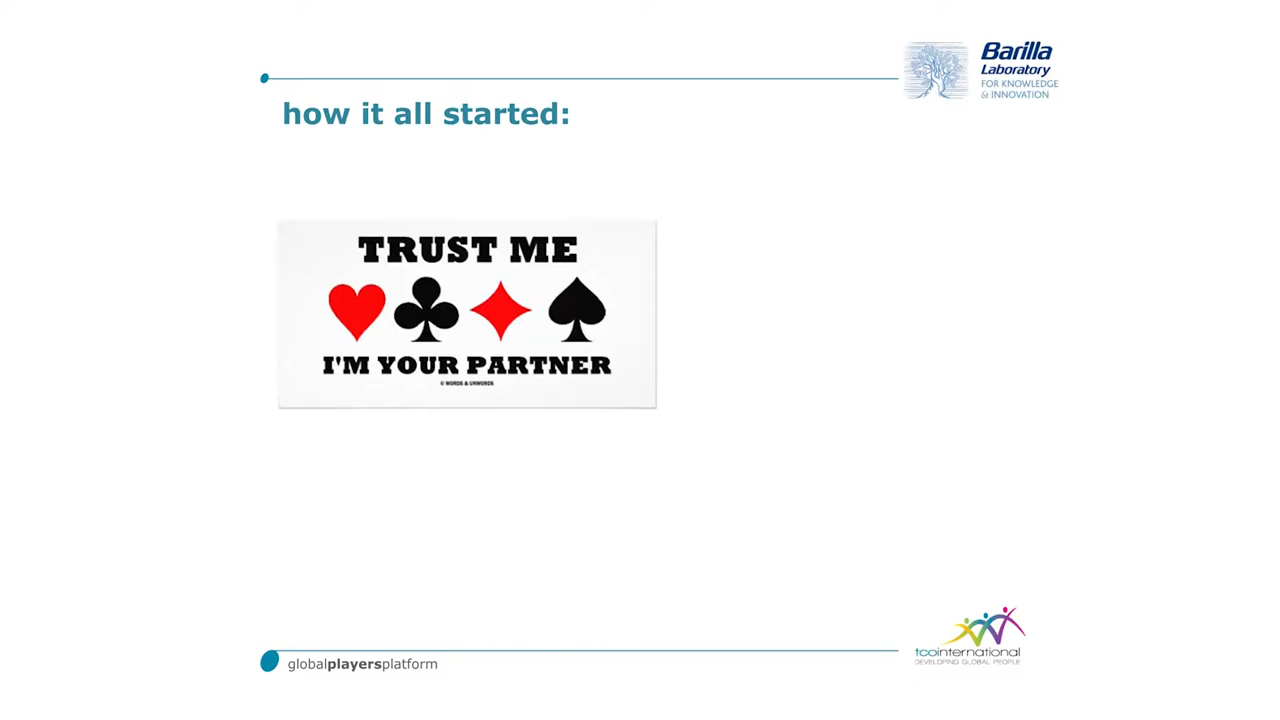 Barilla
Laboratory
FOR KNOWLEDGE
& INNOVATION
how it all started:
TRUST ME
I'M YOUR PARTNER
© WORDS & UNWORDS
globalplayersplatform
tcointernational
DEVELOPING GLOBAL PEOPLE